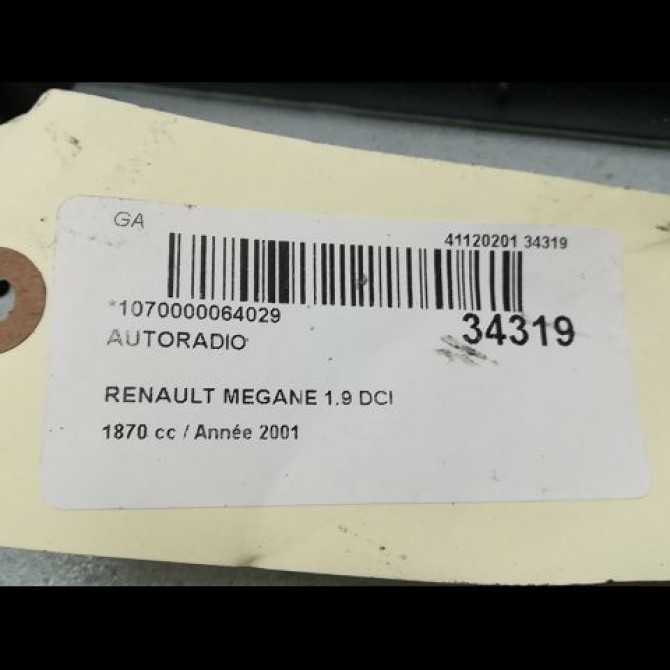 GA
41120201 34319
*1070000064029
34319
AUTORADIO
RENAULT MEGANE 1.9 DCI
1870 cc / Année 2001